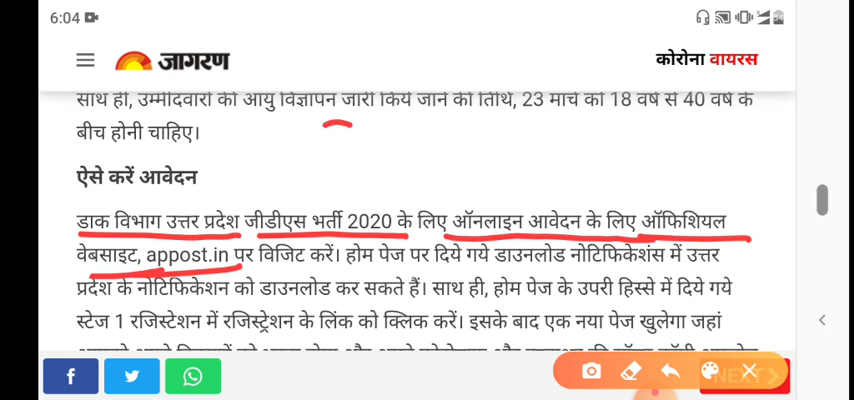 6:04
जागरण
कोरोना वायरस
साथ ही, उम्मीदवारों की आयु विज्ञापन जारी किये जाने की तिथि, 23 मार्च को 18 वर्ष से 40 वर्ष के
बीच होनी चाहिए।
ऐसे करें आवेदन
डाक विभाग उत्तर प्रदेश जीडीएस भर्ती 2020 के लिए ऑनलाइन आवेदन के लिए ऑफिशियल
वेबसाइट, appost.in पर विजिट करें। होम पेज पर दिये गये डाउनलोड नोटिफिकेशंस में उत्तर
प्रदेश के नोटिफिकेशन को डाउनलोड कर सकते हैं। साथ ही, होम पेज के उपरी हिस्से में दिये गये
स्टेज 1 रजिस्टेशन में रजिस्ट्रेशन के लिंक को क्लिक करें। इसके बाद एक नया पेज खुलेगा जहां
NEXT